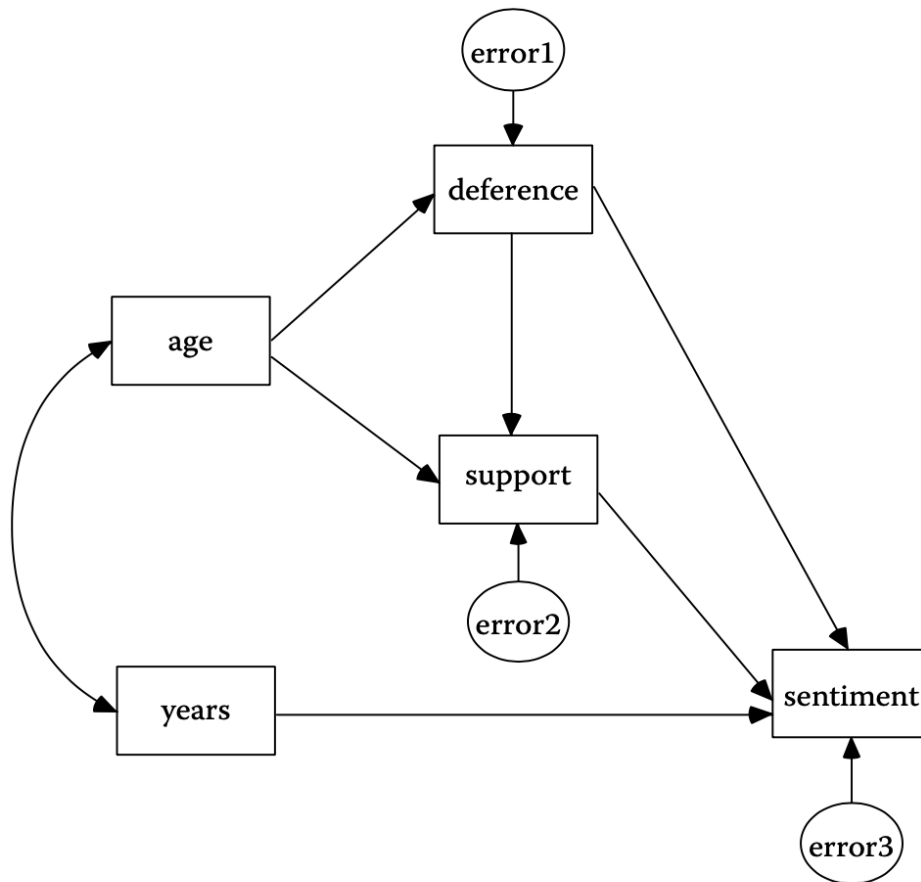 error1
deference
age
support
error2
years
sentiment
error3